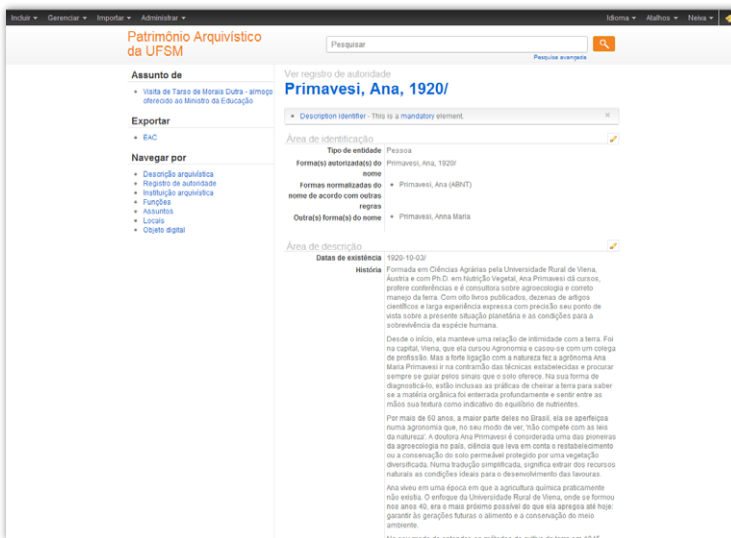 Incluir Gerenciar Importar Administrar Idioma Atalhos Neiva
Patrimônio Arquivístico
da UFSM
Pesquisar
Pesquisa avançada
Assunto de
Visita de Tarso de Morais Dutra - almoço
oferecido ao Ministro da Educação
Exportar
EAC
Navegar por
Descrição arquivística
Registro de autoridade
Instituição arquivística
Funções
Assuntos
Locais
Objeto digital
Ver registro de autoridade
Primavesi, Ana, 1920/
Description identifier - This is a mandatory element.
Área de identificação
Tipo de entidade Pessoa
Forma(s) autorizada(s) do Primavesi, Ana, 1920/
nome
Formas normalizadas do Primavesi, Ana (ABNT)
nome de acordo com outras
regras
Outra(s) forma(s) do nome Primavesi, Anna Maria
Área de descrição
Datas de existência 1920-10-03/
História Formada em Ciências Agrárias pela Universidade Rural de Viena,
Áustria e com Ph.D. em Nutrição Vegetal, Ana Primavesi dá cursos,
profere conferências e é consultora sobre agroecologia e correto
manejo da terra. Com oito livros publicados, dezenas de artigos
científicos e larga experiência expressa com precisão seu ponto de
vista sobre a presente situação planetária e as condições para a
sobrevivência da espécie humana.
Desde o início, ela manteve uma relação de intimidade com a terra. Foi
na capital, Viena, que ela cursou Agronomia e casou-se com um colega
de profissão. Mas a forte ligação com a natureza fez a agrônoma Ana
Maria Primavesi ir na contramão das técnicas estabelecidas e procurar
sempre se guiar pelos sinais que o solo oferece. Na sua forma de
diagnosticá-lo, estão inclusas as práticas de cheirar a terra para saber
se a matéria orgânica foi enterrada profundamente e sentir entre as
mãos sua textura como indicativo do equilíbrio de nutrientes.
Por mais de 60 anos, a maior parte deles no Brasil, ela se aperfeiçoa
numa agronomia que, no seu modo de ver, 'não compete com as leis
da natureza'. A doutora Ana Primavesi é considerada uma das pioneiras
da agroecologia no país, ciência que leva em conta o restabelecimento
ou a conservação do solo permeável protegido por uma vegetação
diversificada. Numa tradução simplificada, significa extrair dos recursos
naturais as condições ideais para o desenvolvimento das lavouras.
Ana viveu em uma época em que a agricultura química praticamente
não existia. O enfoque da Universidade Rural de Viena, onde se formou
nos anos 40, era o mais próximo possível do que ela apregoa até hoje:
garantir às gerações futuras o alimento e a conservação do meio
ambiente.